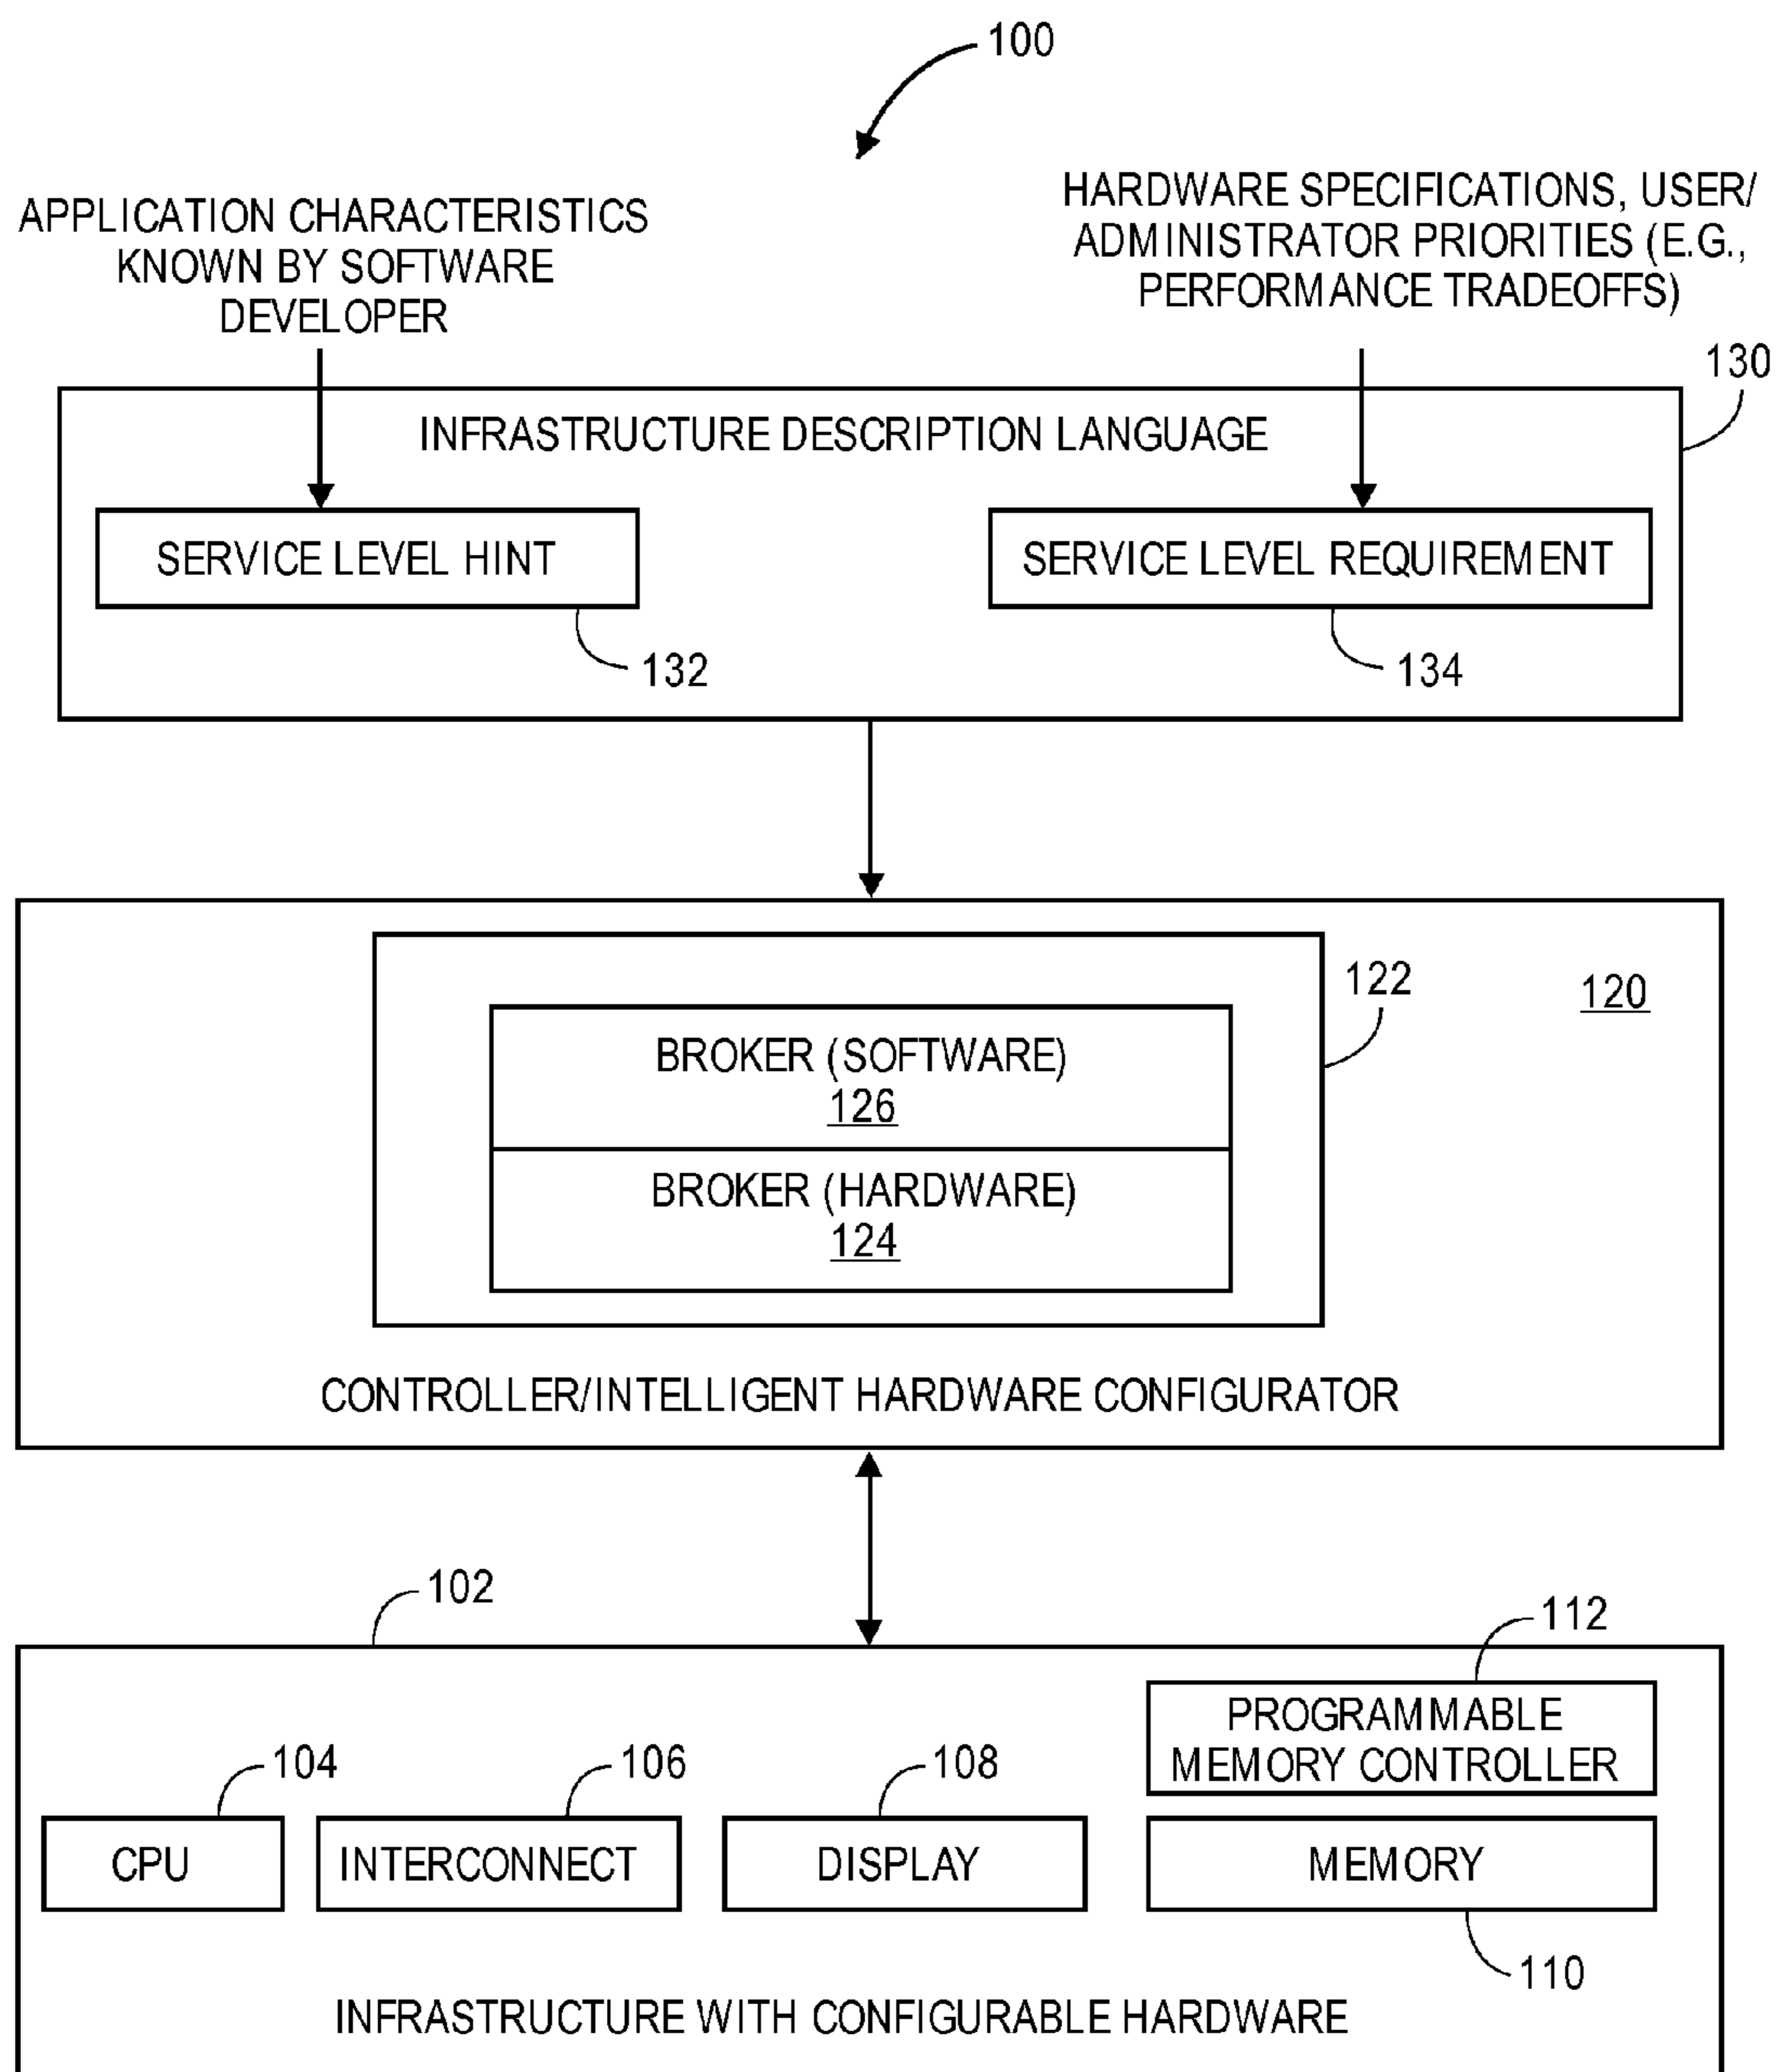 100
APPLICATION CHARACTERISTICS
KNOWN BY SOFTWARE
DEVELOPER
HARDWARE SPECIFICATIONS, USER/
ADMINISTRATOR PRIORITIES (E.G.,
PERFORMANCE TRADEOFFS)
130
INFRASTRUCTURE DESCRIPTION LANGUAGE
SERVICE LEVEL HINT
SERVICE LEVEL REQUIREMENT
132
134
122
120
BROKER (SOFTWARE)
126
BROKER (HARDWARE)
124
CONTROLLER/INTELLIGENT HARDWARE CONFIGURATOR
102
112
PROGRAMMABLE
MEMORY CONTROLLER
104
106
108
CPU
INTERCONNECT
DISPLAY
MEMORY
110
INFRASTRUCTURE WITH CONFIGURABLE HARDWARE